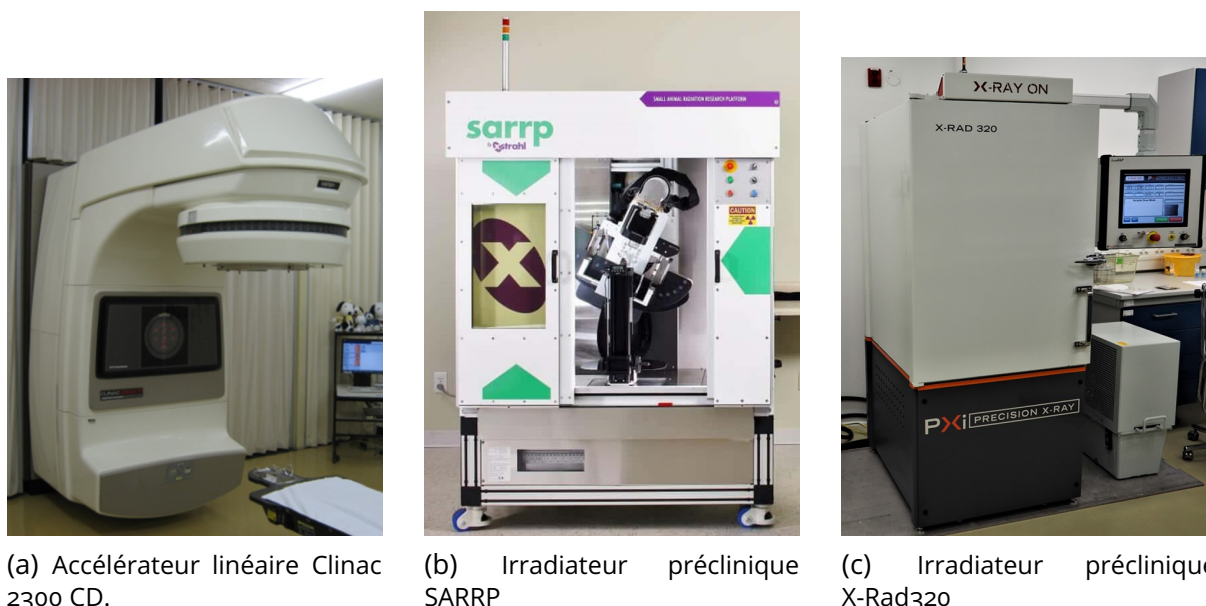 SMALL ANIMAL RADIATION RESEARCH PLATFORM
sarrp
by xstrahl
CAUTION
X-RAY ON
X-RAD 320
PXi PRECISION X-RAY
CLINAC
(a) Accélérateur linéaire Clinac
2300 CD.
(b) Irradiateur préclinique
SARRP
(c) Irradiateur préclinique
X-Rad320